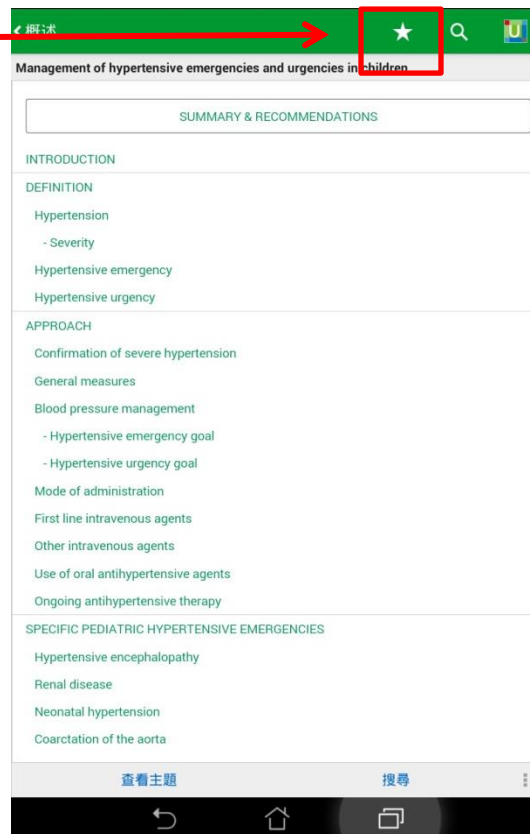 概述
Management of hypertensive emergencies and urgencies in children
SUMMARY & RECOMMENDATIONS
INTRODUCTION
DEFINITION
Hypertension
- Severity
Hypertensive emergency
Hypertensive urgency
APPROACH
Confirmation of severe hypertension
General measures
Blood pressure management
- Hypertensive emergency goal
- Hypertensive urgency goal
Mode of administration
First line intravenous agents
Other intravenous agents
Use of oral antihypertensive agents
Ongoing antihypertensive therapy
SPECIFIC PEDIATRIC HYPERTENSIVE EMERGENCIES
Hypertensive encephalopathy
Renal disease
Neonatal hypertension
Coarctation of the aorta
查看主題 搜尋